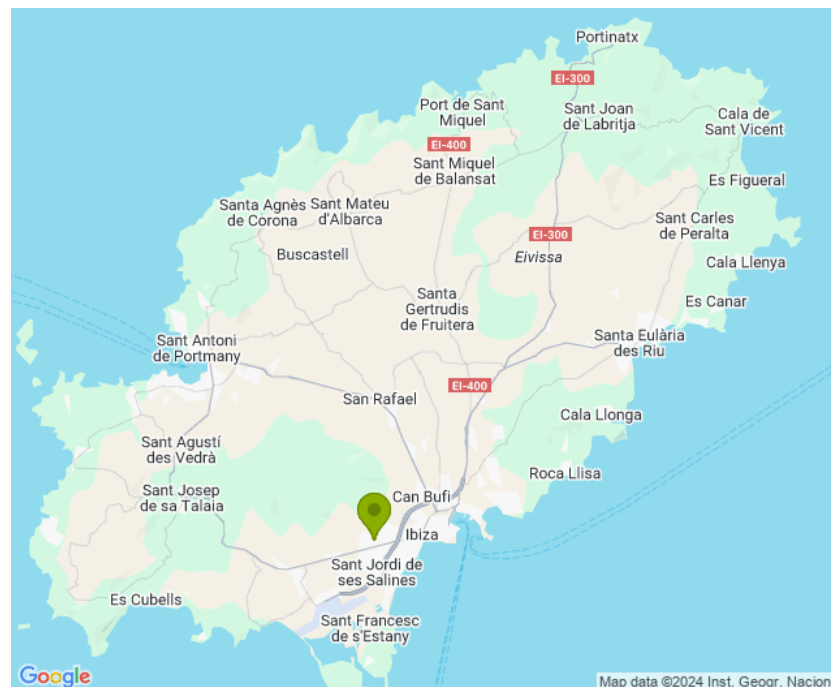 Portinatx
EI-300
Port de Sant
Miquel
Sant Joan
de Labritja
Cala de
Sant Vicent
EI-400
Sant Miquel
de Balansat
Es Figueral
Santa Agnès
de Corona
Sant Mateu
d'Albarca
Sant Carles
de Peralta
EI-300
Buscastell
Eivissa
Cala Llenya
Santa
Gertrudis
de Fruitera
Es Canar
Sant Antoni
de Portmany
Santa Eulària
des Riu
EI-400
San Rafael
Cala Llonga
Sant Agustí
des Vedrà
Roca Llisa
Sant Josep
de sa Talaia
Can Bufi
Ibiza
Sant Jordi de
ses Salines
Es Cubells
Sant Francesc
de s'Estany
Google
Map data ©2024 Inst. Geogr. Nacion